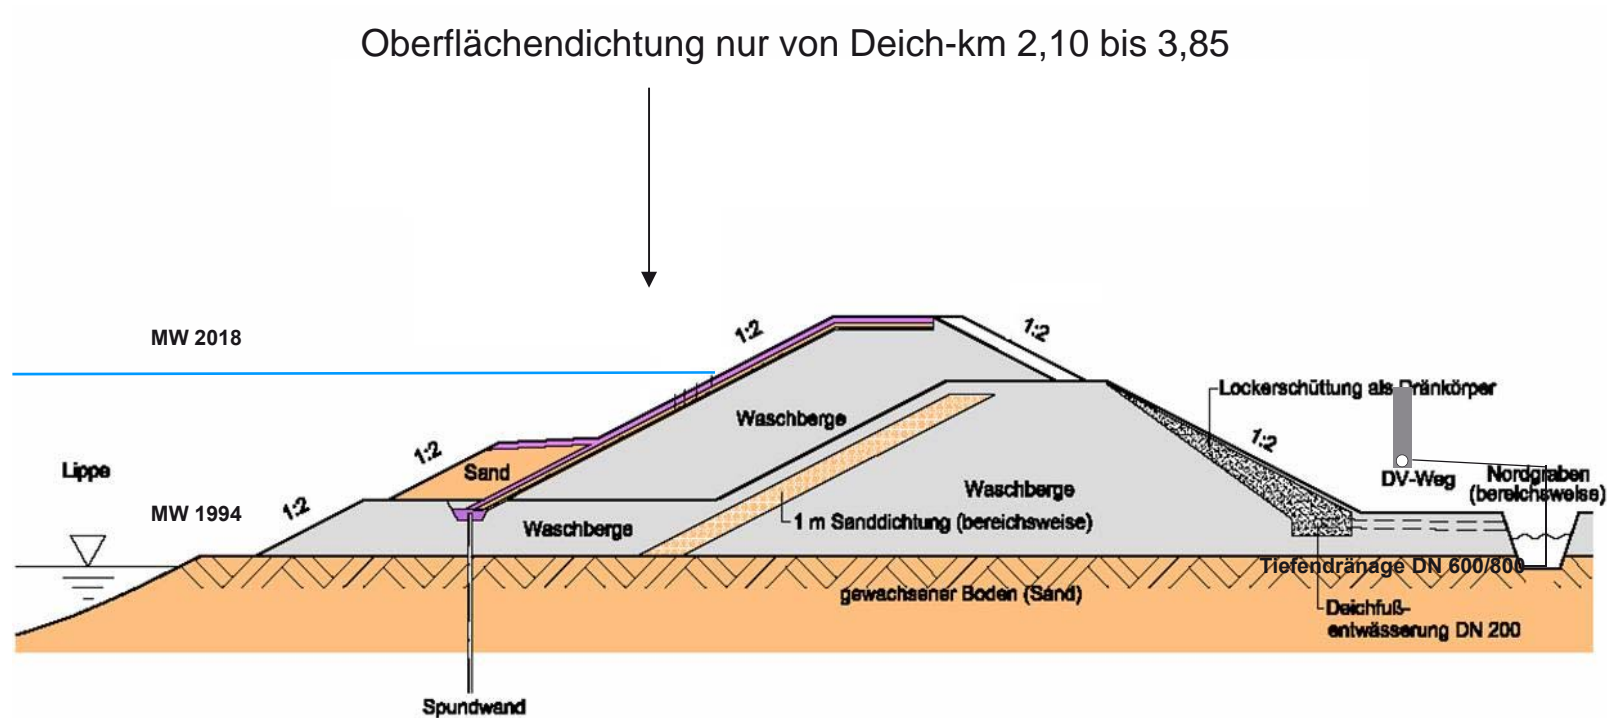 Oberflächendichtung nur von Deich-km 2,10 bis 3,85
MW 2018
1:2
1:2
Lockerschüttung als Dränkörper
Waschberge
1:2
1:2
Lippe
Sand
DV-Weg
Nordgraben
(bereichsweise)
Waschberge
1:2
MW 1994
1 m Sanddichtung (bereichsweise)
Waschberge
Tiefendränage DN 600/800
gewachsener Boden (Sand)
Deichfuß-
entwässerung DN 200
Spundwand